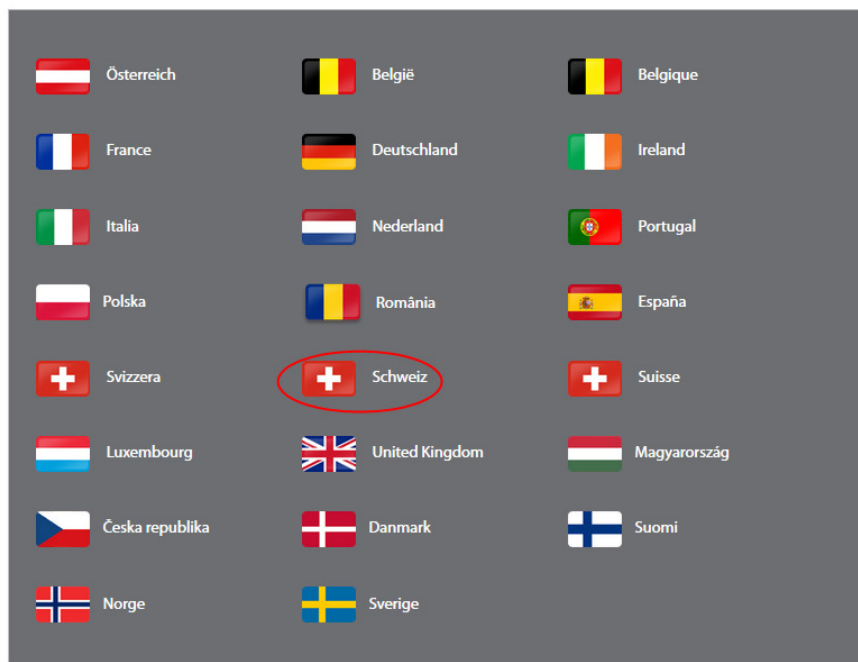 Österreich
België
Belgique
France
Deutschland
Ireland
Italia
Nederland
Portugal
Polska
România
España
Svizzera
Schweiz
Suisse
Luxembourg
United Kingdom
Magyarország
Česka republika
Danmark
Suomi
Norge
Sverige